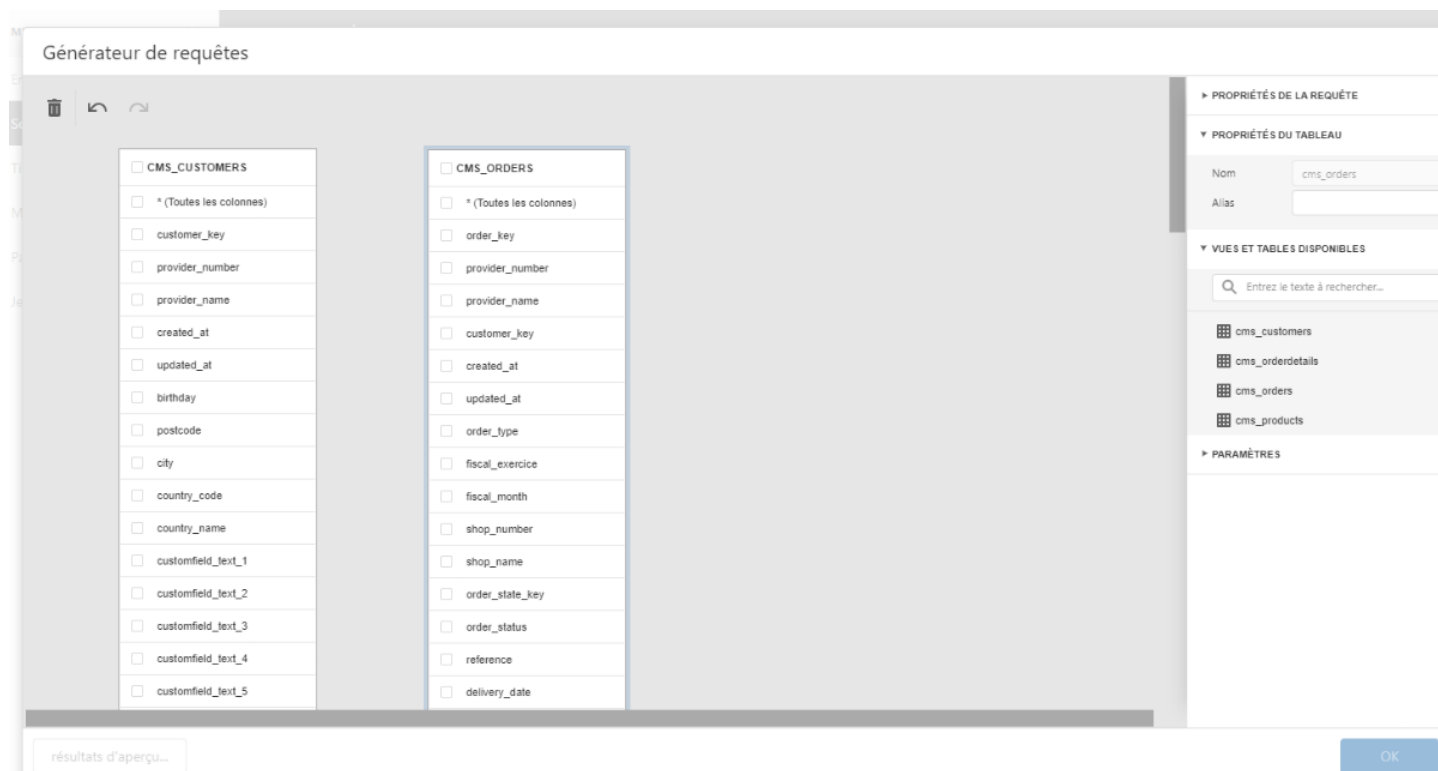 Générateur de requêtes
CMS_CUSTOMERS
* (Toutes les colonnes)
customer_key
provider_number
provider_name
created_at
updated_at
birthday
postcode
city
country_code
country_name
customfield_text_1
customfield_text_2
customfield_text_3
customfield_text_4
customfield_text_5
CMS_ORDERS
* (Toutes les colonnes)
order_key
provider_number
provider_name
customer_key
created_at
updated_at
order_type
fiscal_exercice
fiscal_month
shop_number
shop_name
order_state_key
order_status
reference
delivery_date
PROPRIÉTÉS DE LA REQUÊTE
PROPRIÉTÉS DU TABLEAU
Nom cms_orders
Alias
VUES ET TABLES DISPONIBLES
Entrez le texte à rechercher...
cms_customers
cms_orderdetails
cms_orders
cms_products
PARAMÈTRES
résultats d'aperçu...
OK